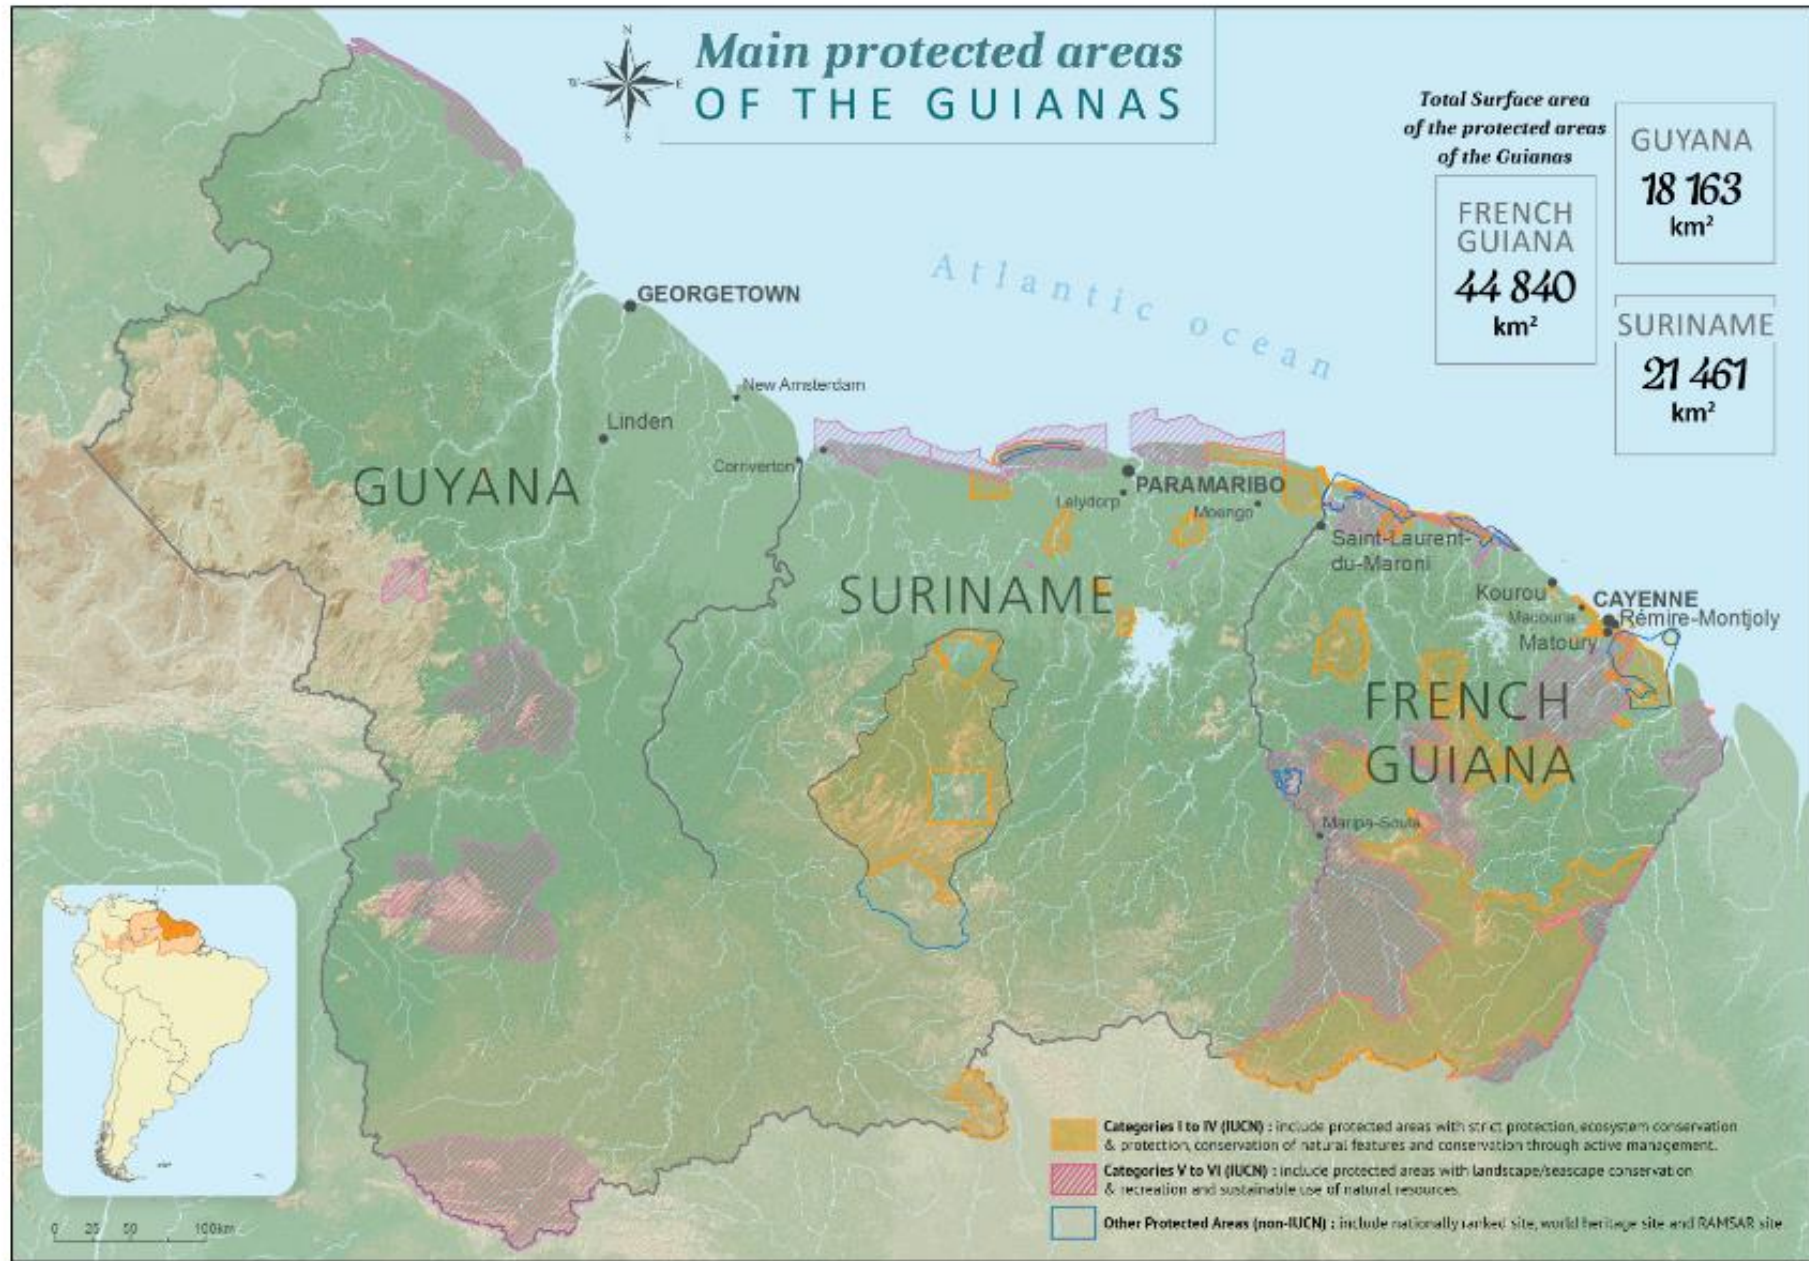 N
W
E
S
Main protected areas
OF THE GUIANAS
Total Surface area
of the protected areas
of the Guianas
GUYANA
18 163
km²
FRENCH
GUIANA
44 840
km²
SURINAME
21 461
km²
Atlantic ocean
GEORGETOWN
New Amsterdam
Linden
Corriverton
GUYANA
PARAMARIBO
Lelydorp
Moengo
Saint-Laurent-
du-Maroni
SURINAME
Kourou
CAYENNE
Macouria
Rémire-Montjoly
Matoury
FRENCH
GUIANA
Maripa-Soula
Categories I to IV (IUCN) : include protected areas with strict protection, ecosystem conservation
& protection, conservation of natural features and conservation through active management.
Categories V to VI (IUCN) : include protected areas with landscape/seascape conservation
& recreation and sustainable use of natural resources.
Other Protected Areas (non-IUCN) : include nationally ranked site, world heritage site and RAMSAR site
0 25 50 100km